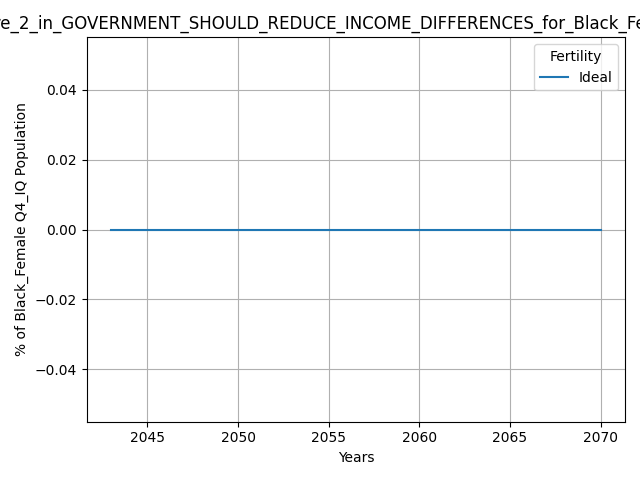 e_2_in_GOVERNMENT_SHOULD_REDUCE_INCOME_DIFFERENCES_for_Black_Fe
Fertility
Ideal
% of Black_Female Q4_IQ Population
0.04
0.02
0.00
−0.02
−0.04
2045 2050 2055 2060 2065 2070
Years